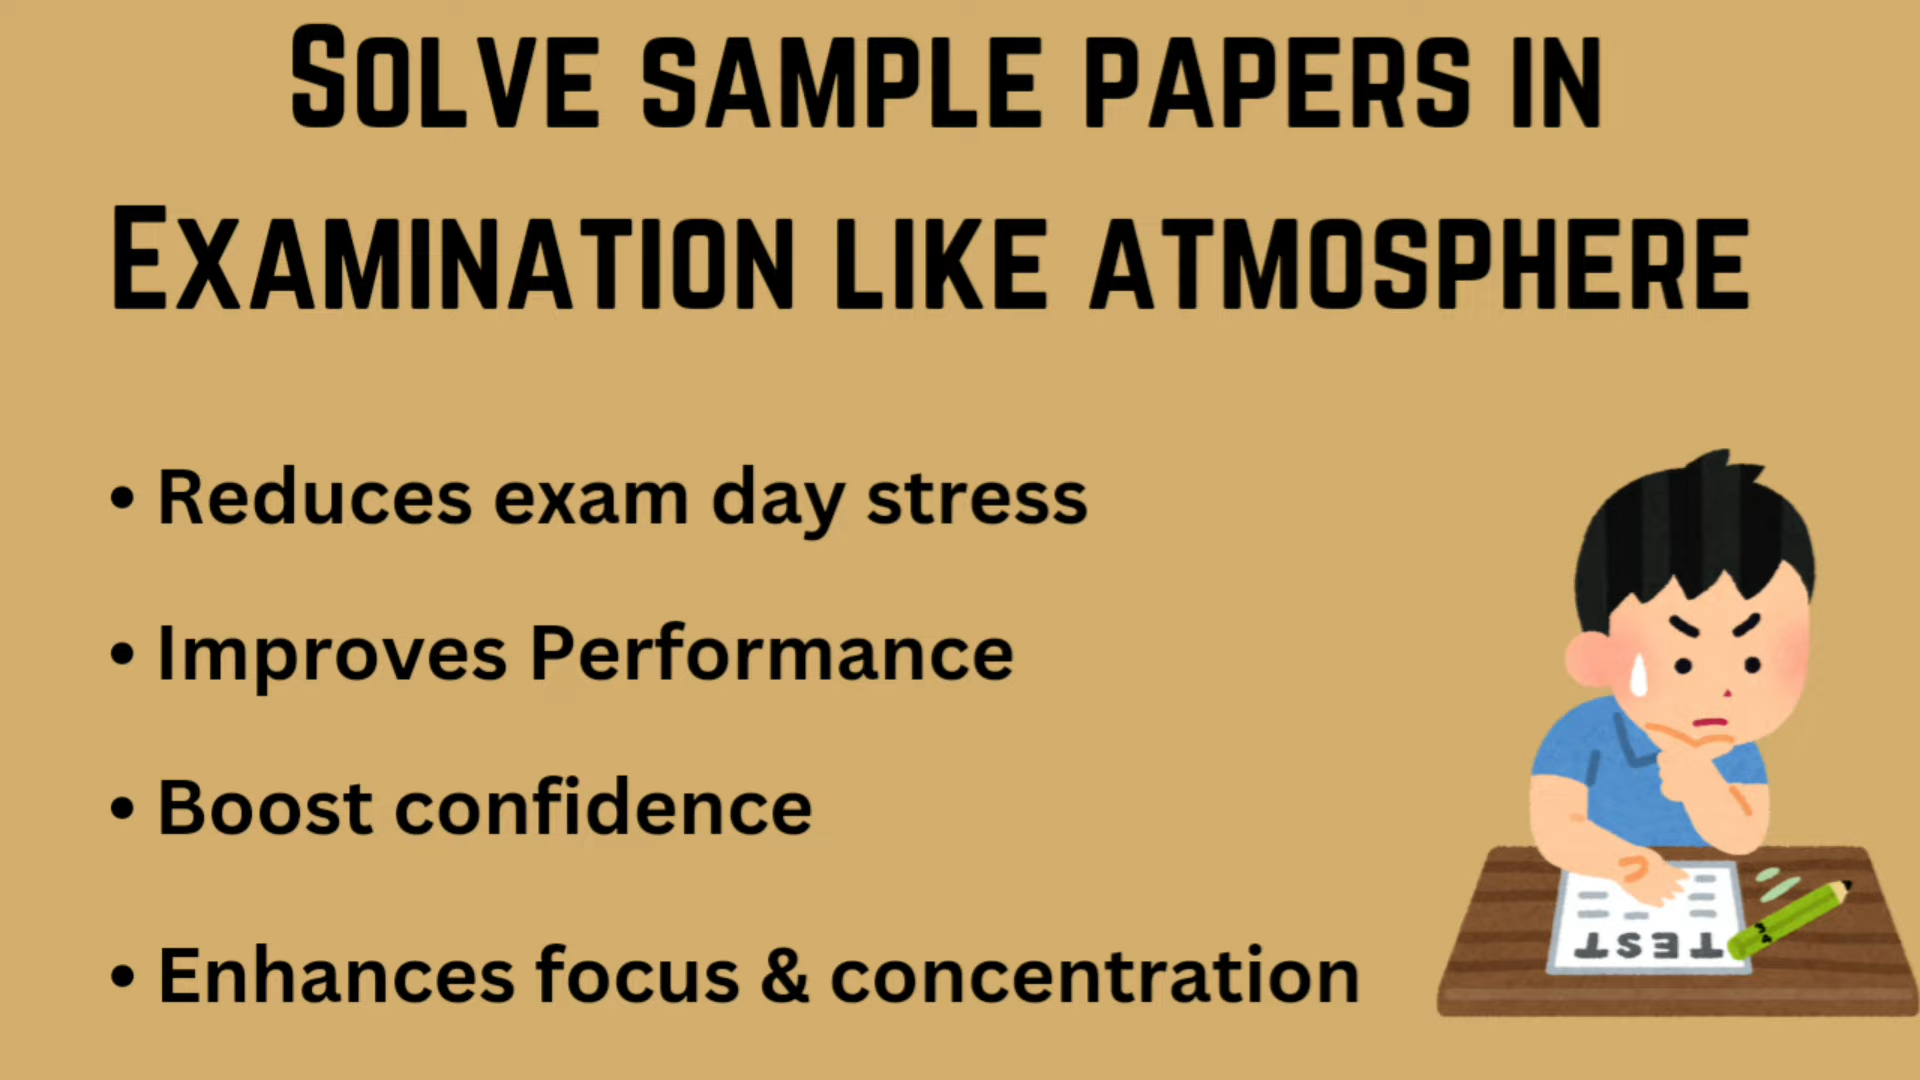 Solve sample papers in
Examination like atmosphere
• Reduces exam day stress
• Improves Performance
• Boost confidence
• Enhances focus & concentration
TEST